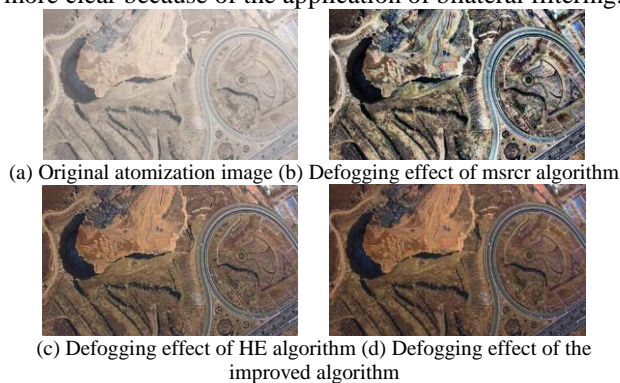 more clear because of the application of bilateral filtering.
(a) Original atomization image (b) Defogging effect of msrcr algorithm
(c) Defogging effect of HE algorithm (d) Defogging effect of the
improved algorithm